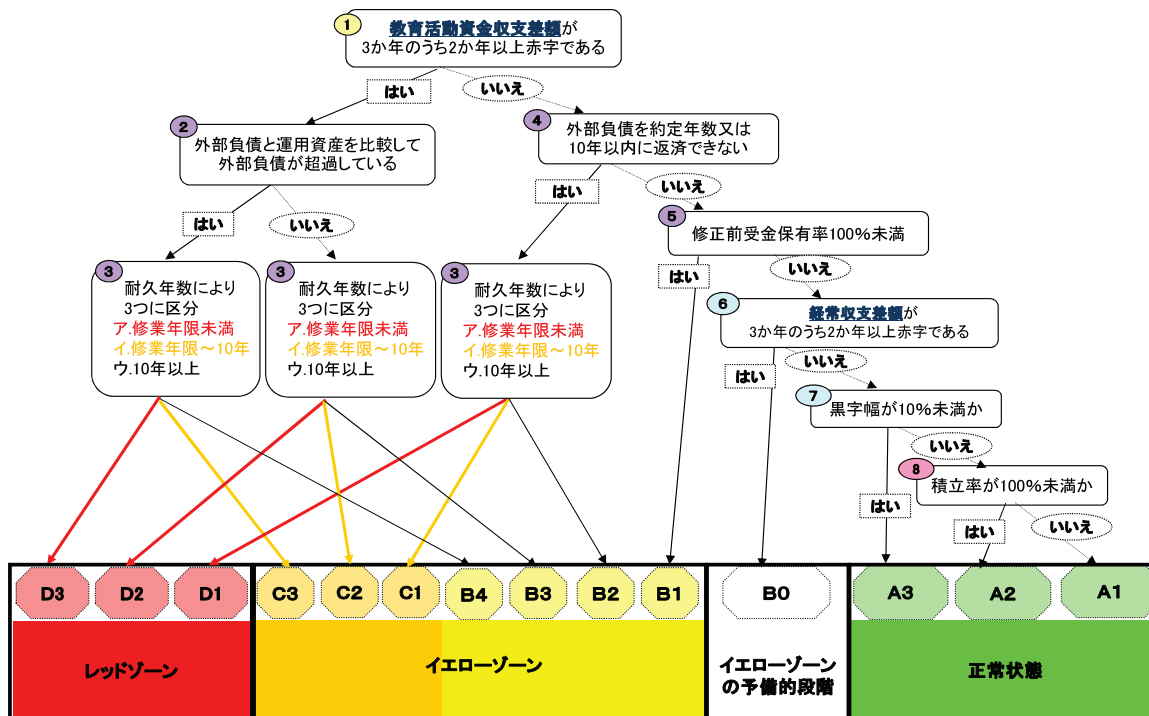 1
教育活動資金収支差額が
3か年のうち2か年以上赤字である
はい
いいえ
2
外部負債と運用資産を比較して
外部負債が超過している
4
外部負債を約定年数又は
10年以内に返済できない
はい
いいえ
はい
いいえ
5
修正前受金保有率100%未満
はい
いいえ
3
耐久年数により
3つに区分
ア.修業年限未満
イ.修業年限～10年
ウ.10年以上
3
耐久年数により
3つに区分
ア.修業年限未満
イ.修業年限～10年
ウ.10年以上
3
耐久年数により
3つに区分
ア.修業年限未満
イ.修業年限～10年
ウ.10年以上
6
経常収支差額が
3か年のうち2か年以上赤字である
はい
いいえ
7
黒字幅が10%未満か
はい
いいえ
8
積立率が100%未満か
はい
いいえ
D3
D2
D1
C3
C2
C1
B4
B3
B2
B1
B0
A3
A2
A1
レッドゾーン
イエローゾーン
イエローゾーン
の予備的段階
正常状態